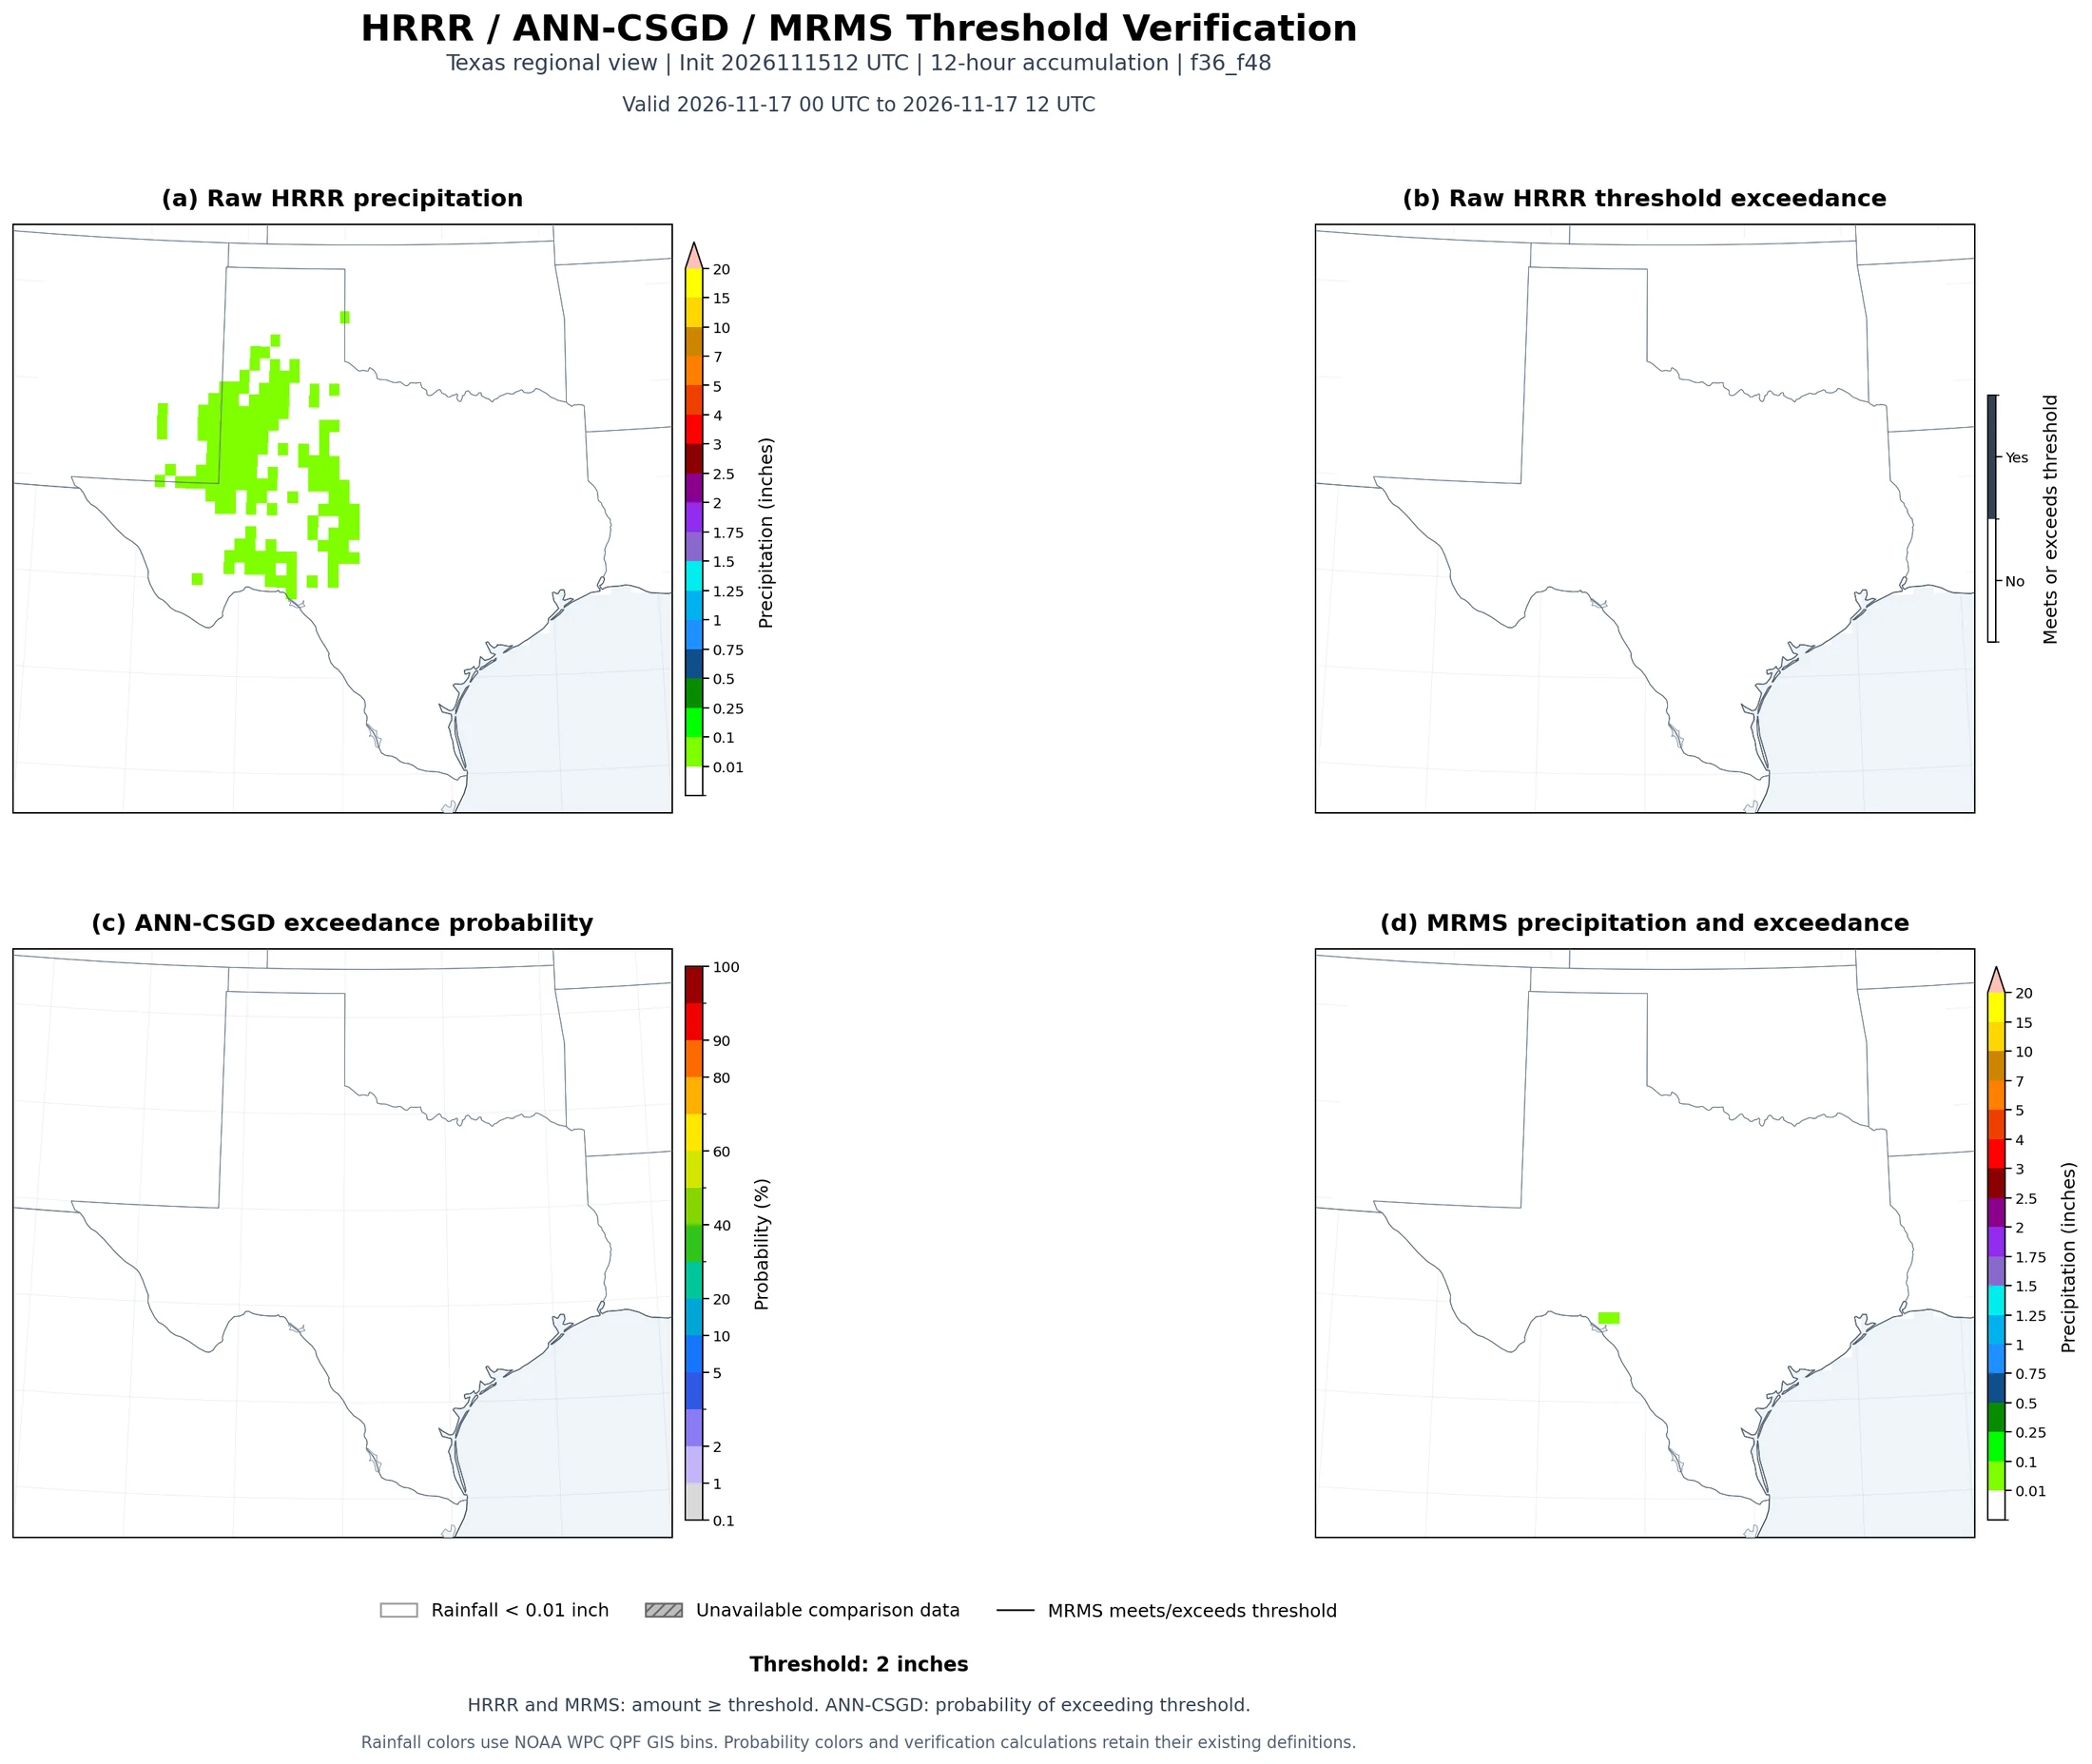 HRRR / ANN-CSGD / MRMS Threshold Verification
Texas regional view | Init 2026111512 UTC | 12-hour accumulation | f36_f48
Valid 2026-11-17 00 UTC to 2026-11-17 12 UTC
(a) Raw HRRR precipitation
20
15
10
7
5
4
3
2.5
2
1.75
1.5
1.25
1
0.75
0.5
0.25
0.1
0.01
Precipitation (inches)
(b) Raw HRRR threshold exceedance
Yes
No
Meets or exceeds threshold
(c) ANN-CSGD exceedance probability
100
90
80
60
40
20
10
5
2
1
0.1
Probability (%)
(d) MRMS precipitation and exceedance
20
15
10
7
5
4
3
2.5
2
1.75
1.5
1.25
1
0.75
0.5
0.25
0.1
0.01
Precipitation (inches)
Rainfall < 0.01 inch
Unavailable comparison data
MRMS meets/exceeds threshold
Threshold: 2 inches
HRRR and MRMS: amount ≥ threshold. ANN-CSGD: probability of exceeding threshold.
Rainfall colors use NOAA WPC QPF GIS bins. Probability colors and verification calculations retain their existing definitions.